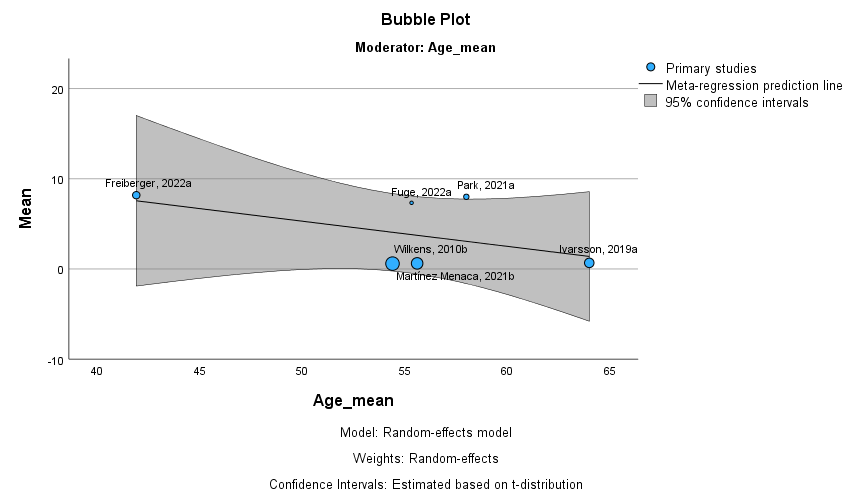 Bubble Plot
Moderator: Age_mean
Primary studies
Meta-regression prediction line
95% confidence intervals
20
10
0
-10
Mean
Freiberger, 2022a
Fuge, 2022a
Park, 2021a
Wilkens, 2010b
Ivarsson, 2019a
Martínez Menaca, 2021b
40 45 50 55 60 65
Age_mean
Model: Random-effects model
Weights: Random-effects
Confidence Intervals: Estimated based on t-distribution